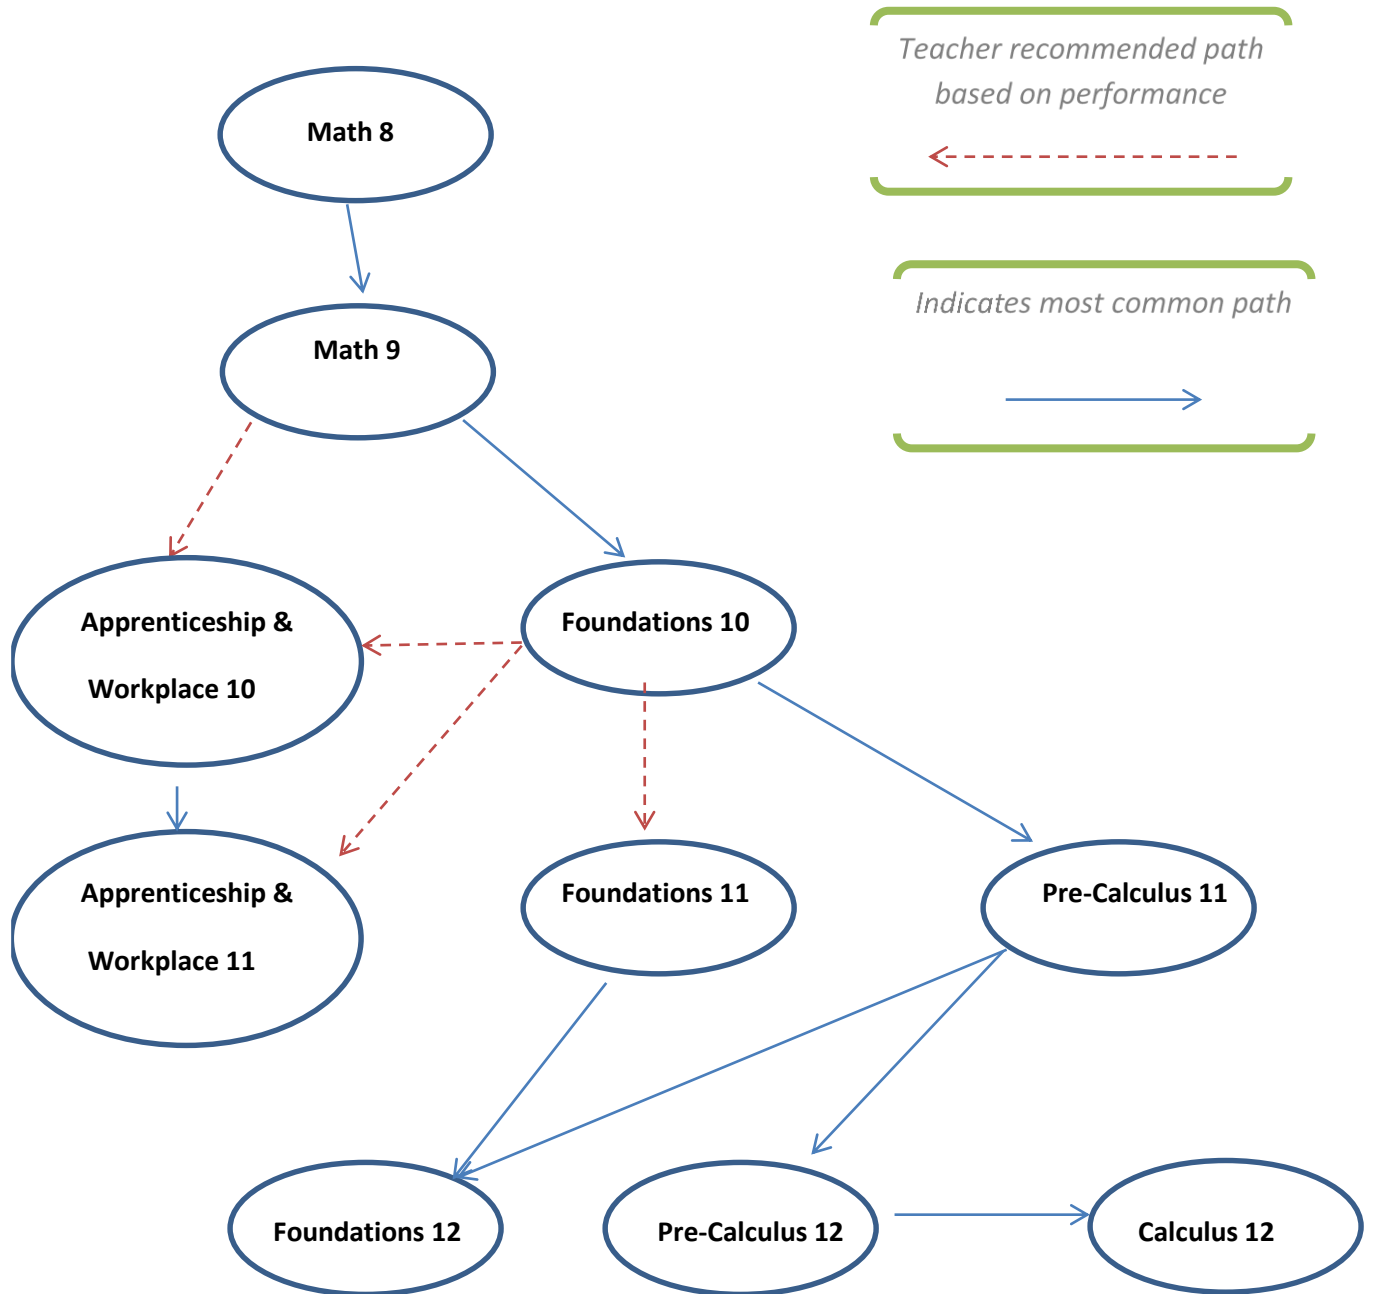 Teacher recommended path
based on performance
Math 8
Indicates most common path
Math 9
Apprenticeship &
Workplace 10
Foundations 10
Apprenticeship &
Workplace 11
Foundations 11
Pre-Calculus 11
Foundations 12
Pre-Calculus 12
Calculus 12